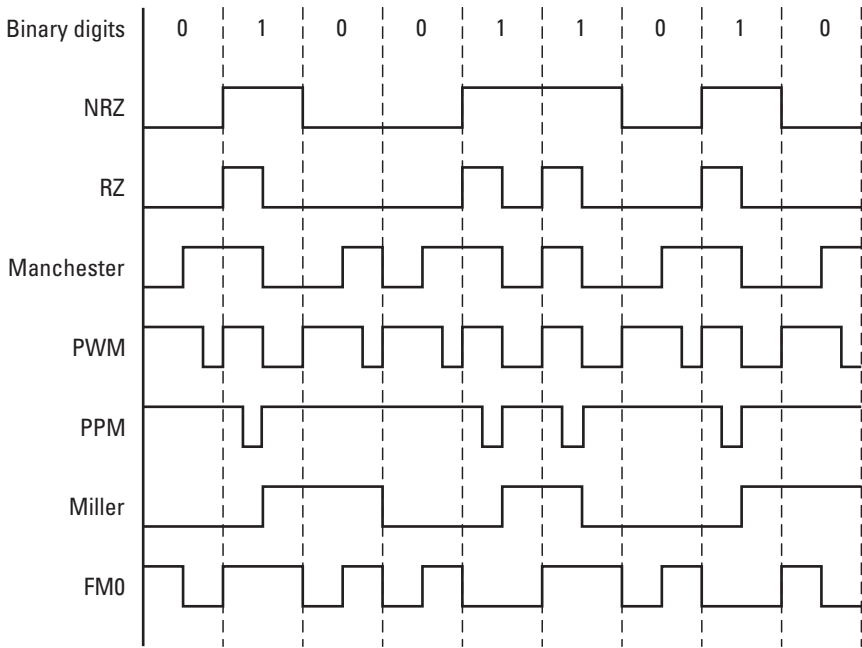 Binary digits 0 1 0 0 1 1 0 1 0
NRZ
RZ
Manchester
PWM
PPM
Miller
FM0